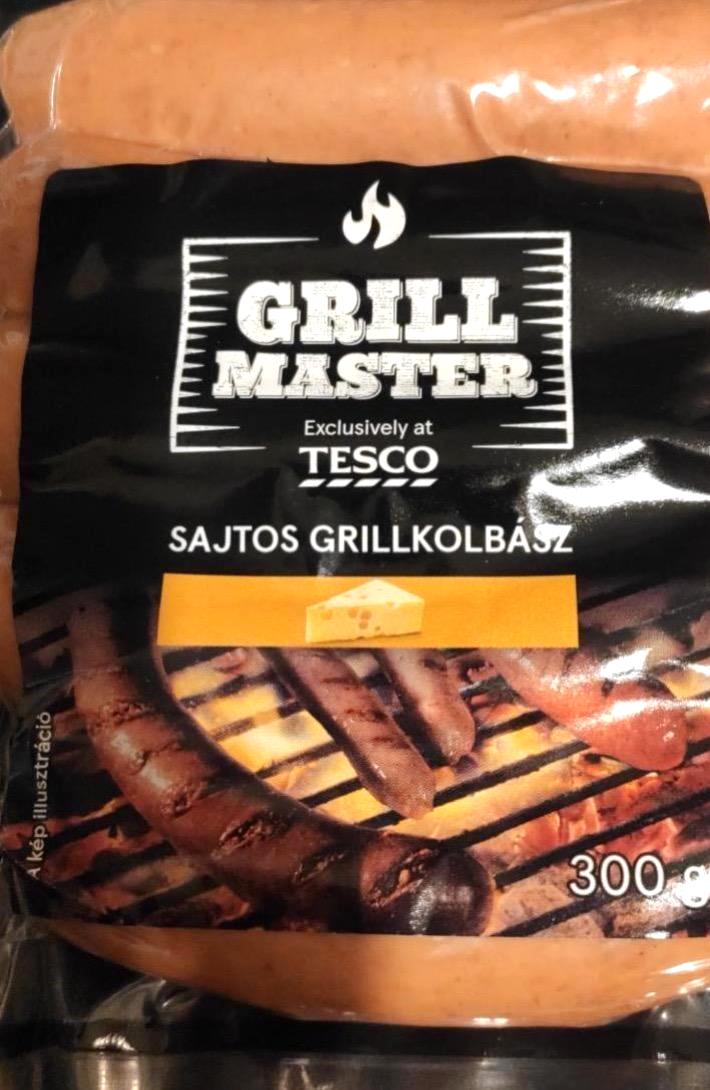 GRILL
MASTER
Exclusively at
TESCO
SAJTOS GRILLKOLBÁSZ
A kép illusztráció
300 g